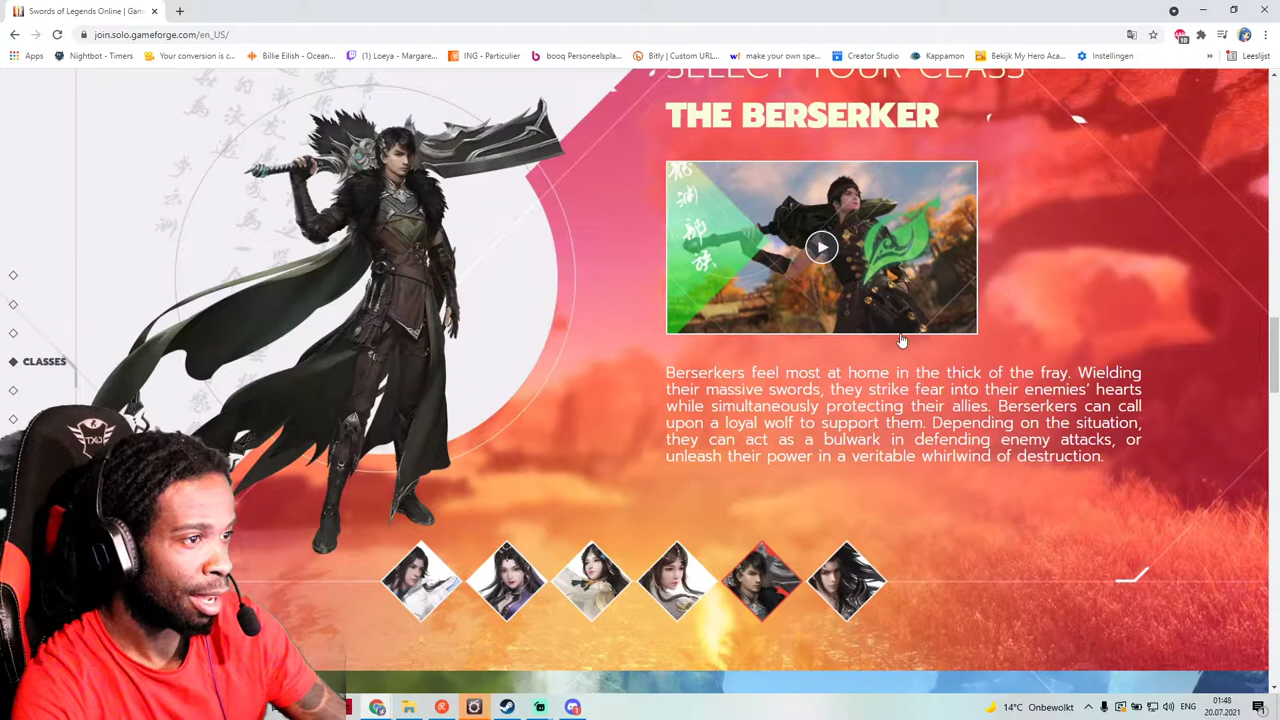 Swords of Legends Online | Gam
join.solo.gameforge.com/en_US/
Apps
Nightbot - Timers
Your conversion is c...
Billie Eilish - Ocean...
(1) Lœya - Margare...
ING - Particulier
booq Personeelspla...
Bitly | Custom URL...
make your own spe...
Creator Studio
Kappamon
Bekijk My Hero Aca...
Instellingen
Leeslijst
SELECT YOUR CLASS
THE BERSERKER
Berserkers feel most at home in the thick of the fray. Wielding
their massive swords, they strike fear into their enemies’ hearts
while simultaneously protecting their allies. Berserkers can call
upon a loyal wolf to support them. Depending on the situation,
they can act as a bulwark in defending enemy attacks, or
unleash their power in a veritable whirlwind of destruction.
CLASSES
14°C Onbewolkt
01:48
20.07.2021